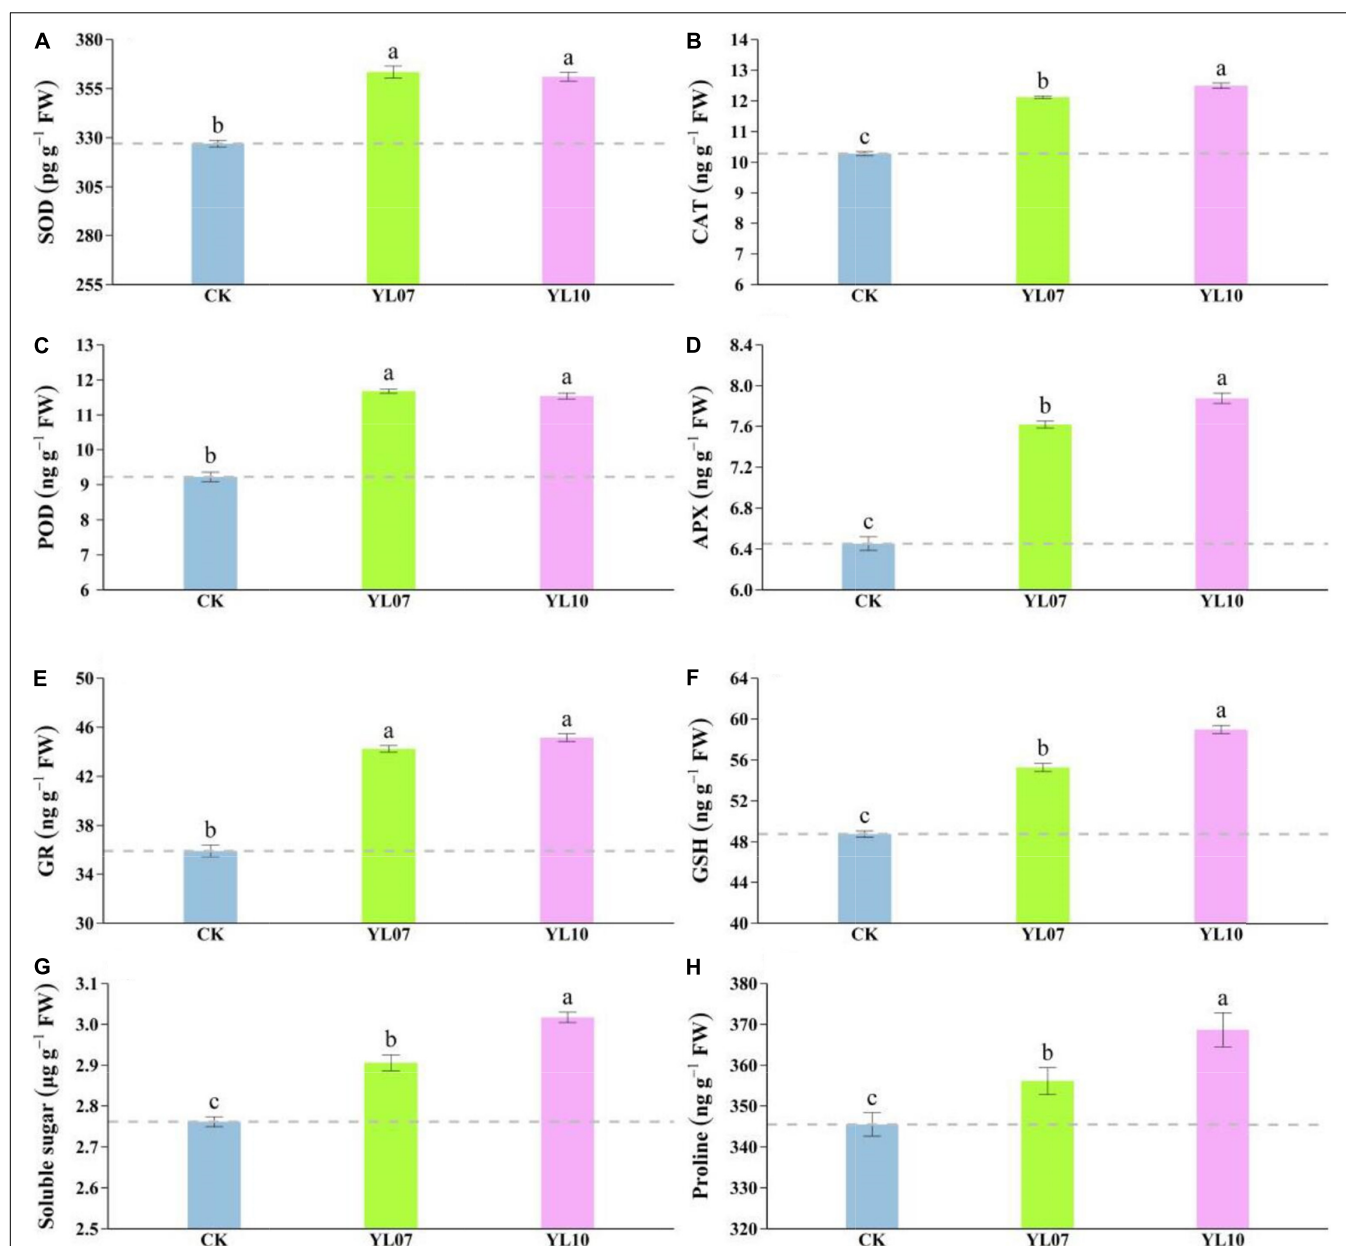 A
SOD (pg g⁻¹ FW)
380
355
330
305
280
255
b
a
a
CK YL07 YL10
B
CAT (ng g⁻¹ FW)
14
13
12
11
10
9
8
7
6
c
b
a
CK YL07 YL10
C
POD (ng g⁻¹ FW)
13
12
11
10
9
8
7
6
b
a
a
CK YL07 YL10
D
APX (ng g⁻¹ FW)
8.4
8.0
7.6
7.2
6.8
6.4
6.0
c
b
a
CK YL07 YL10
E
GR (ng g⁻¹ FW)
50
46
42
38
34
30
b
a
a
CK YL07 YL10
F
GSH (ng g⁻¹ FW)
64
60
56
52
48
44
40
c
b
a
CK YL07 YL10
G
Soluble sugar (µg g⁻¹ FW)
3.1
3.0
2.9
2.8
2.7
2.6
2.5
c
b
a
CK YL07 YL10
H
Proline (ng g⁻¹ FW)
380
370
360
350
340
330
320
c
b
a
CK YL07 YL10